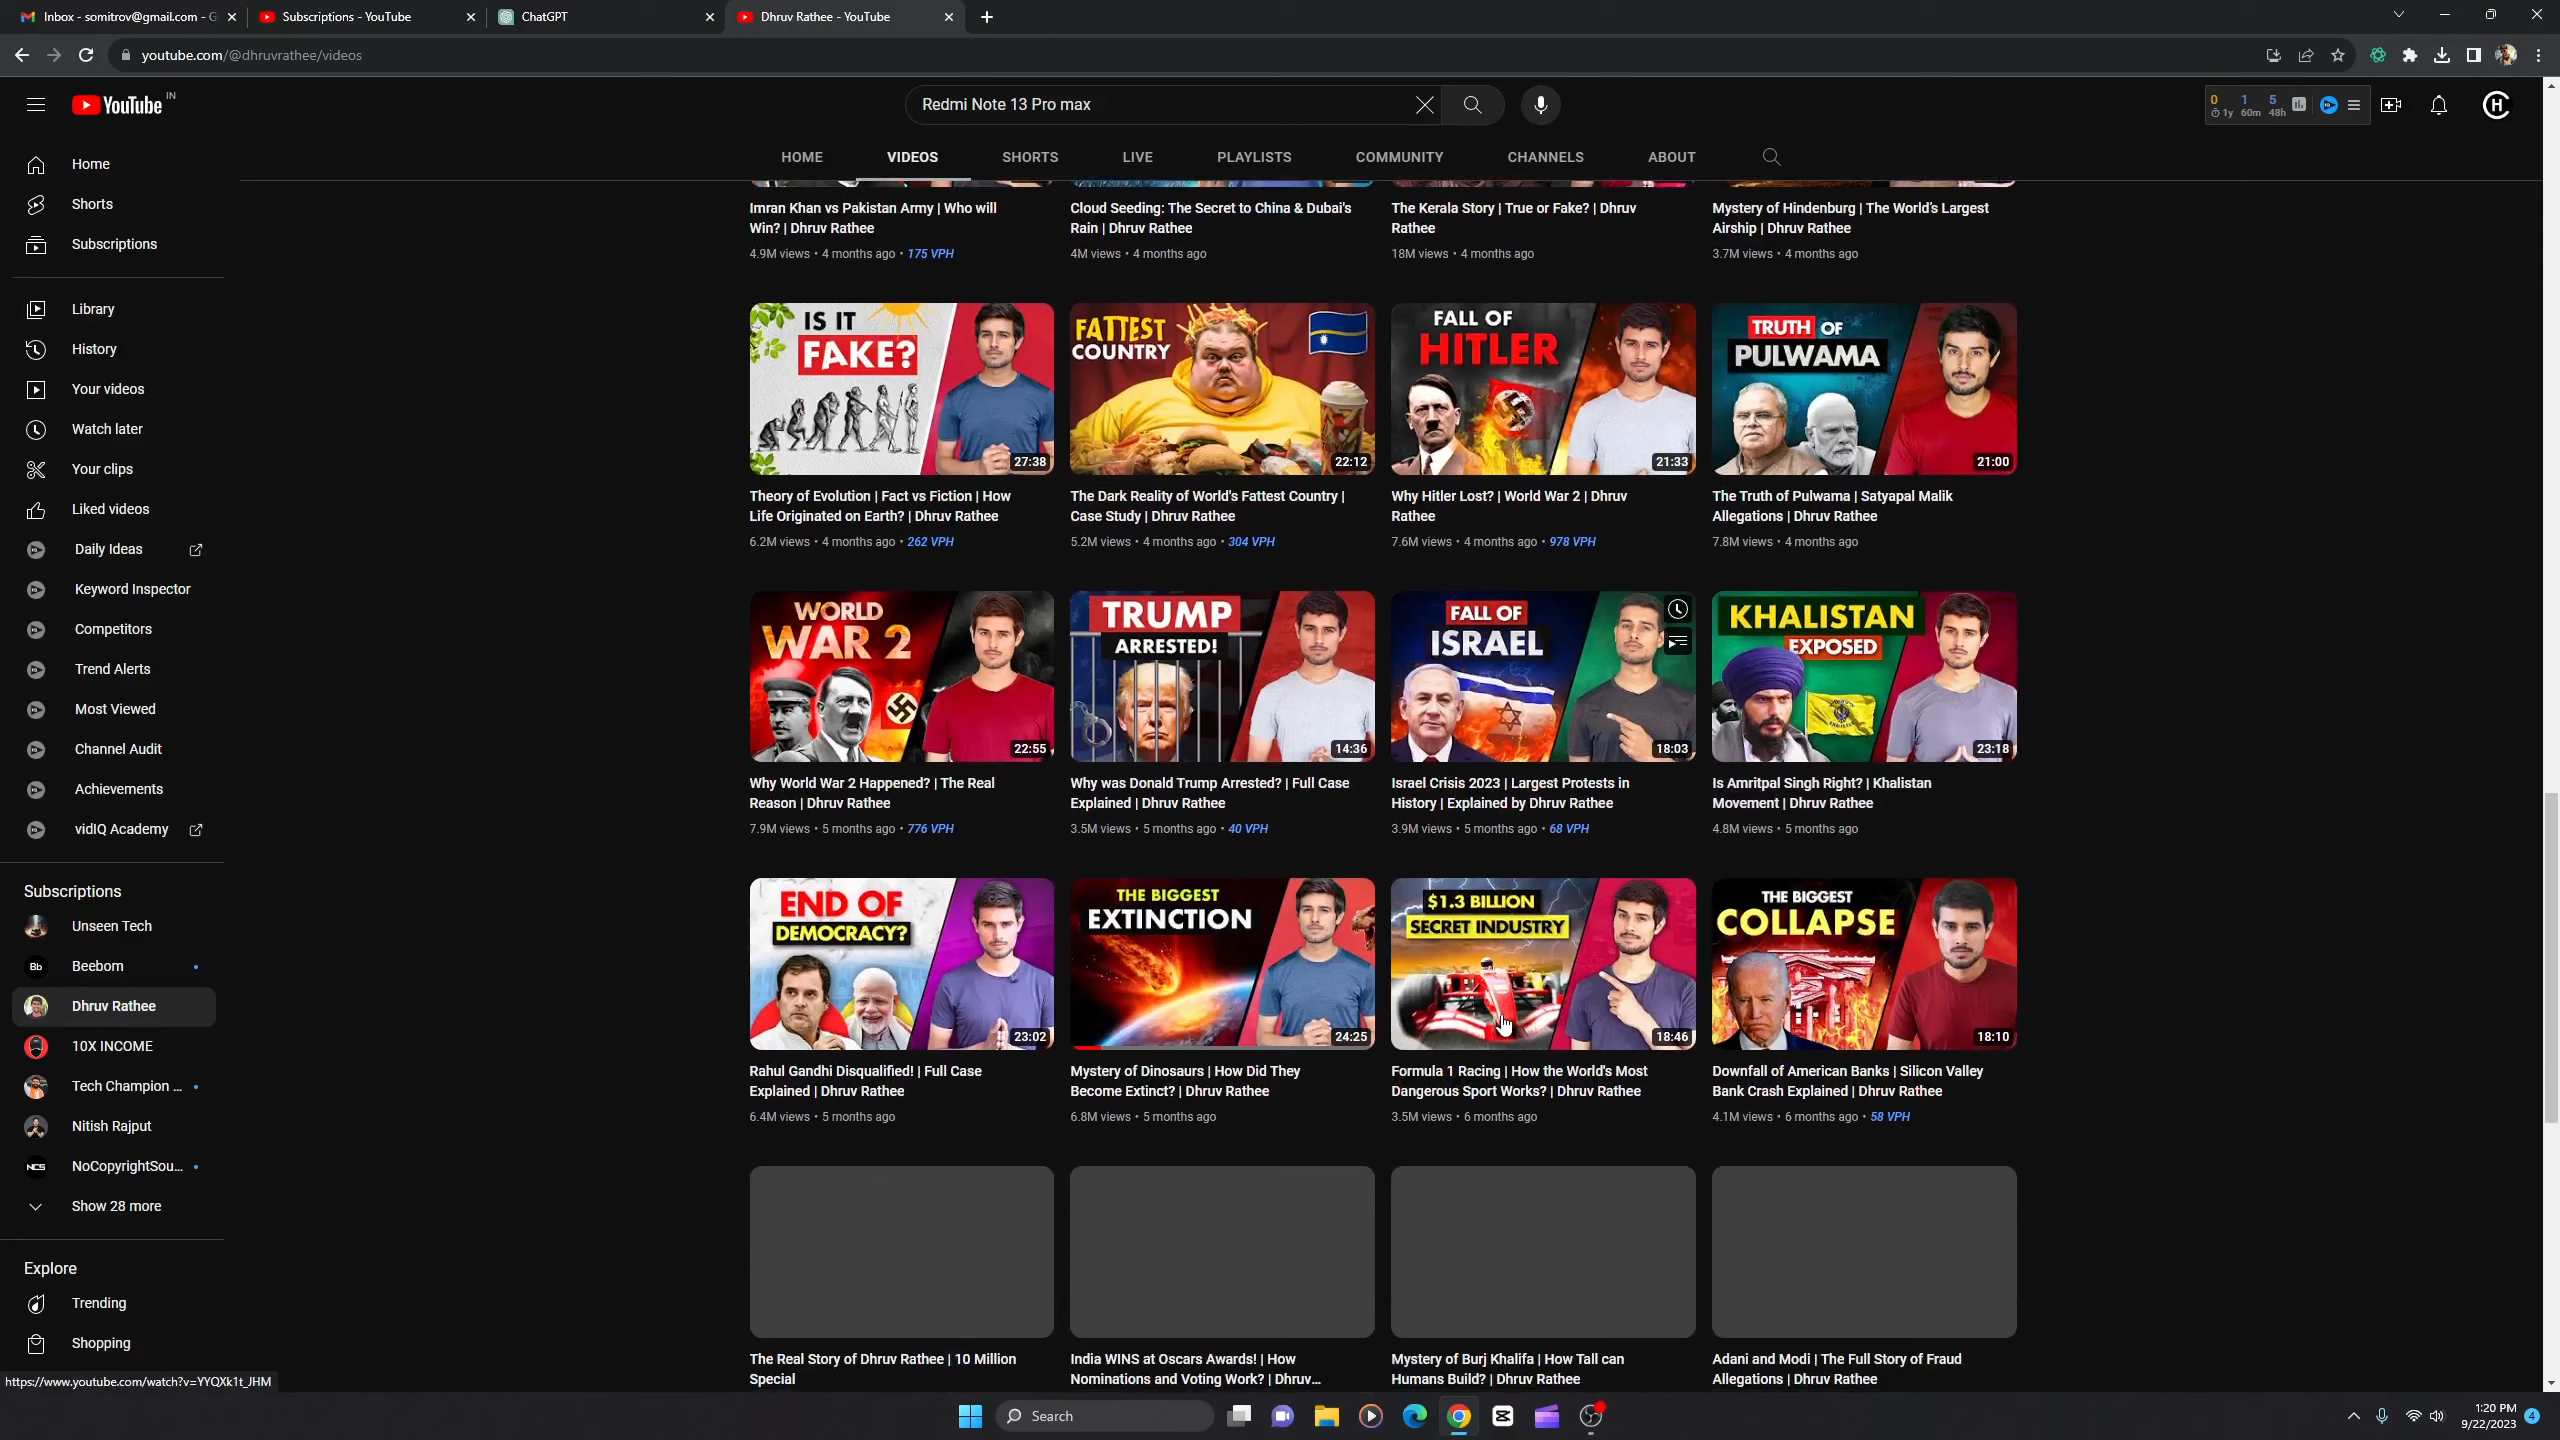 Inbox - somitrov@gmail.com - G
Subscriptions - YouTube
ChatGPT
Dhruv Rathee - YouTube
youtube.com/@dhruvrathee/videos
YouTube
IN
Redmi Note 13 Pro max
0 1 5
1y 60m 48h
HOME
VIDEOS
SHORTS
LIVE
PLAYLISTS
COMMUNITY
CHANNELS
ABOUT
Home
Shorts
Subscriptions
Library
History
Your videos
Watch later
Your clips
Liked videos
Daily Ideas
Keyword Inspector
Competitors
Trend Alerts
Most Viewed
Channel Audit
Achievements
vidIQ Academy
Subscriptions
Unseen Tech
Bb
Beebom
Dhruv Rathee
10X INCOME
Tech Champion ...
Nitish Rajput
NCS
NoCopyrightSou...
Show 28 more
Explore
Trending
Shopping
Imran Khan vs Pakistan Army | Who will
Win? | Dhruv Rathee
4.9M views • 4 months ago • 175 VPH
Cloud Seeding: The Secret to China & Dubai's
Rain | Dhruv Rathee
4M views • 4 months ago
The Kerala Story | True or Fake? | Dhruv
Rathee
18M views • 4 months ago
Mystery of Hindenburg | The World's Largest
Airship | Dhruv Rathee
3.7M views • 4 months ago
IS IT
FAKE?
27:38
Theory of Evolution | Fact vs Fiction | How
Life Originated on Earth? | Dhruv Rathee
6.2M views • 4 months ago • 262 VPH
FATTEST
COUNTRY
22:12
The Dark Reality of World's Fattest Country |
Case Study | Dhruv Rathee
5.2M views • 4 months ago • 304 VPH
FALL OF
HITLER
21:33
Why Hitler Lost? | World War 2 | Dhruv
Rathee
7.6M views • 4 months ago • 978 VPH
TRUTH OF
PULWAMA
21:00
The Truth of Pulwama | Satyapal Malik
Allegations | Dhruv Rathee
7.8M views • 4 months ago
WORLD
WAR 2
22:55
Why World War 2 Happened? | The Real
Reason | Dhruv Rathee
7.9M views • 5 months ago • 776 VPH
TRUMP
ARRESTED!
14:36
Why was Donald Trump Arrested? | Full Case
Explained | Dhruv Rathee
3.5M views • 5 months ago • 40 VPH
FALL OF
ISRAEL
18:03
Israel Crisis 2023 | Largest Protests in
History | Explained by Dhruv Rathee
3.9M views • 5 months ago • 68 VPH
KHALISTAN
EXPOSED
23:18
Is Amritpal Singh Right? | Khalistan
Movement | Dhruv Rathee
4.8M views • 5 months ago
END OF
DEMOCRACY?
23:02
Rahul Gandhi Disqualified! | Full Case
Explained | Dhruv Rathee
6.4M views • 5 months ago
THE BIGGEST
EXTINCTION
24:25
Mystery of Dinosaurs | How Did They
Become Extinct? | Dhruv Rathee
6.8M views • 5 months ago
$1.3 BILLION
SECRET INDUSTRY
18:46
Formula 1 Racing | How the World's Most
Dangerous Sport Works? | Dhruv Rathee
3.5M views • 6 months ago
THE BIGGEST
COLLAPSE
18:10
Downfall of American Banks | Silicon Valley
Bank Crash Explained | Dhruv Rathee
4.1M views • 6 months ago • 58 VPH
The Real Story of Dhruv Rathee | 10 Million
Special
India WINS at Oscars Awards! | How
Nominations and Voting Work? | Dhruv...
Mystery of Burj Khalifa | How Tall can
Humans Build? | Dhruv Rathee
Adani and Modi | The Full Story of Fraud
Allegations | Dhruv Rathee
https://www.youtube.com/watch?v=YYQXk1t_JHM
Search
1:20 PM
9/22/2023
4